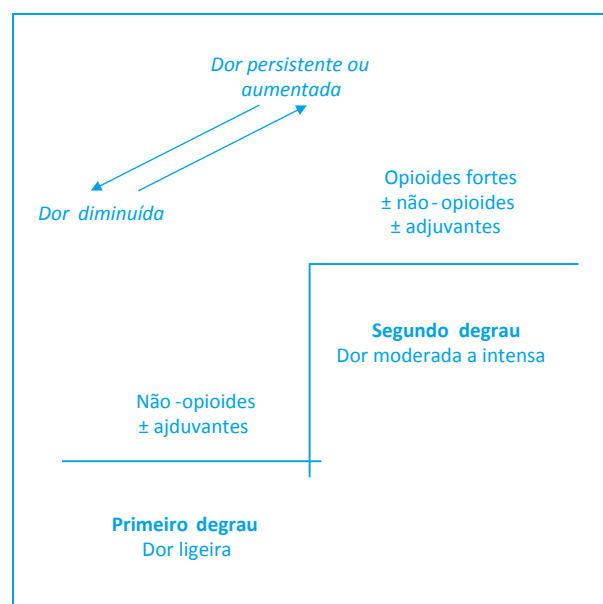 Dor persistente ou
aumentada
Dor diminuída
Opioides fortes
± não - opioides
± adjuvantes
Segundo degrau
Dor moderada a intensa
Não -opioides
± ajduvantes
Primeiro degrau
Dor ligeira